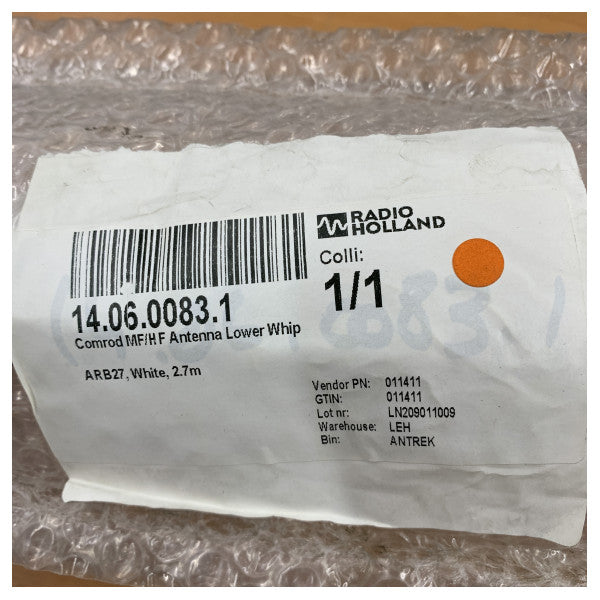 RADIO
HOLLAND
Colli:
1/1
14.06.0083.1
Comrod MF/HF Antenna Lower Whip
ARB27, White, 2.7m
Vendor PN: 011411
GTIN: 011411
Lot nr: LN209011009
Warehouse: LEH
Bin: ANTREK